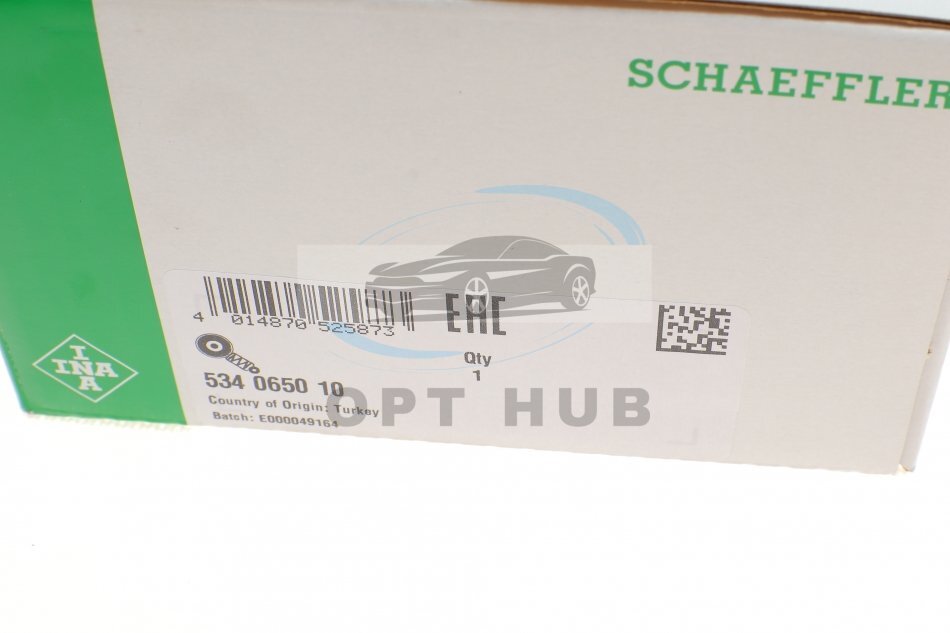 SCHAEFFLER
INA
INA
4 014870 525873
EAC
Qty
1
534 0650 10
Country of Origin: Turkey
Batch: E000049164
OPT HUB